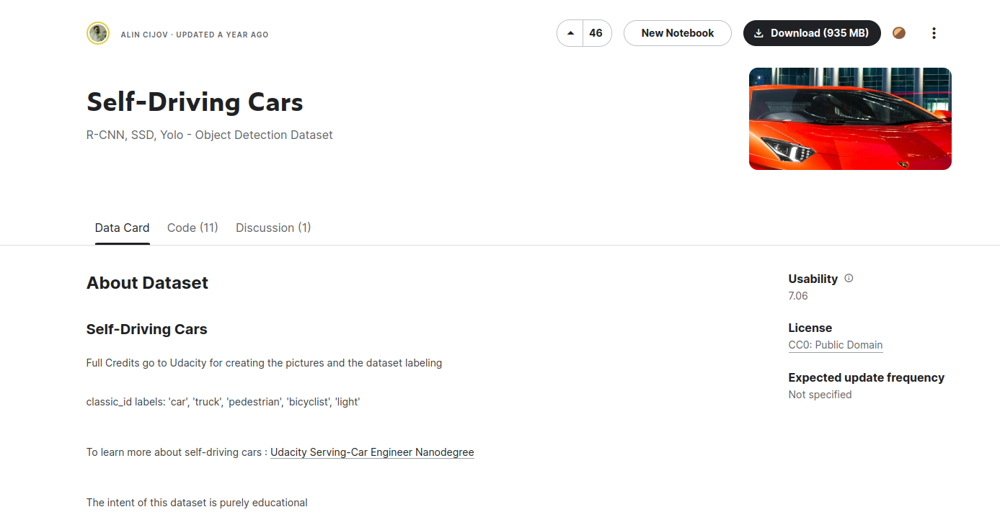 ALIN CIJOV · UPDATED A YEAR AGO
46
New Notebook
Download (935 MB)
Self-Driving Cars
R-CNN, SSD, Yolo - Object Detection Dataset
Data Card
Code (11)
Discussion (1)
About Dataset
Self-Driving Cars
Full Credits go to Udacity for creating the pictures and the dataset labeling
classic_id labels: 'car', 'truck', 'pedestrian', 'bicyclist', 'light'
To learn more about self-driving cars : Udacity Serving-Car Engineer Nanodegree
The intent of this dataset is purely educational
Usability
7.06
License
CC0: Public Domain
Expected update frequency
Not specified